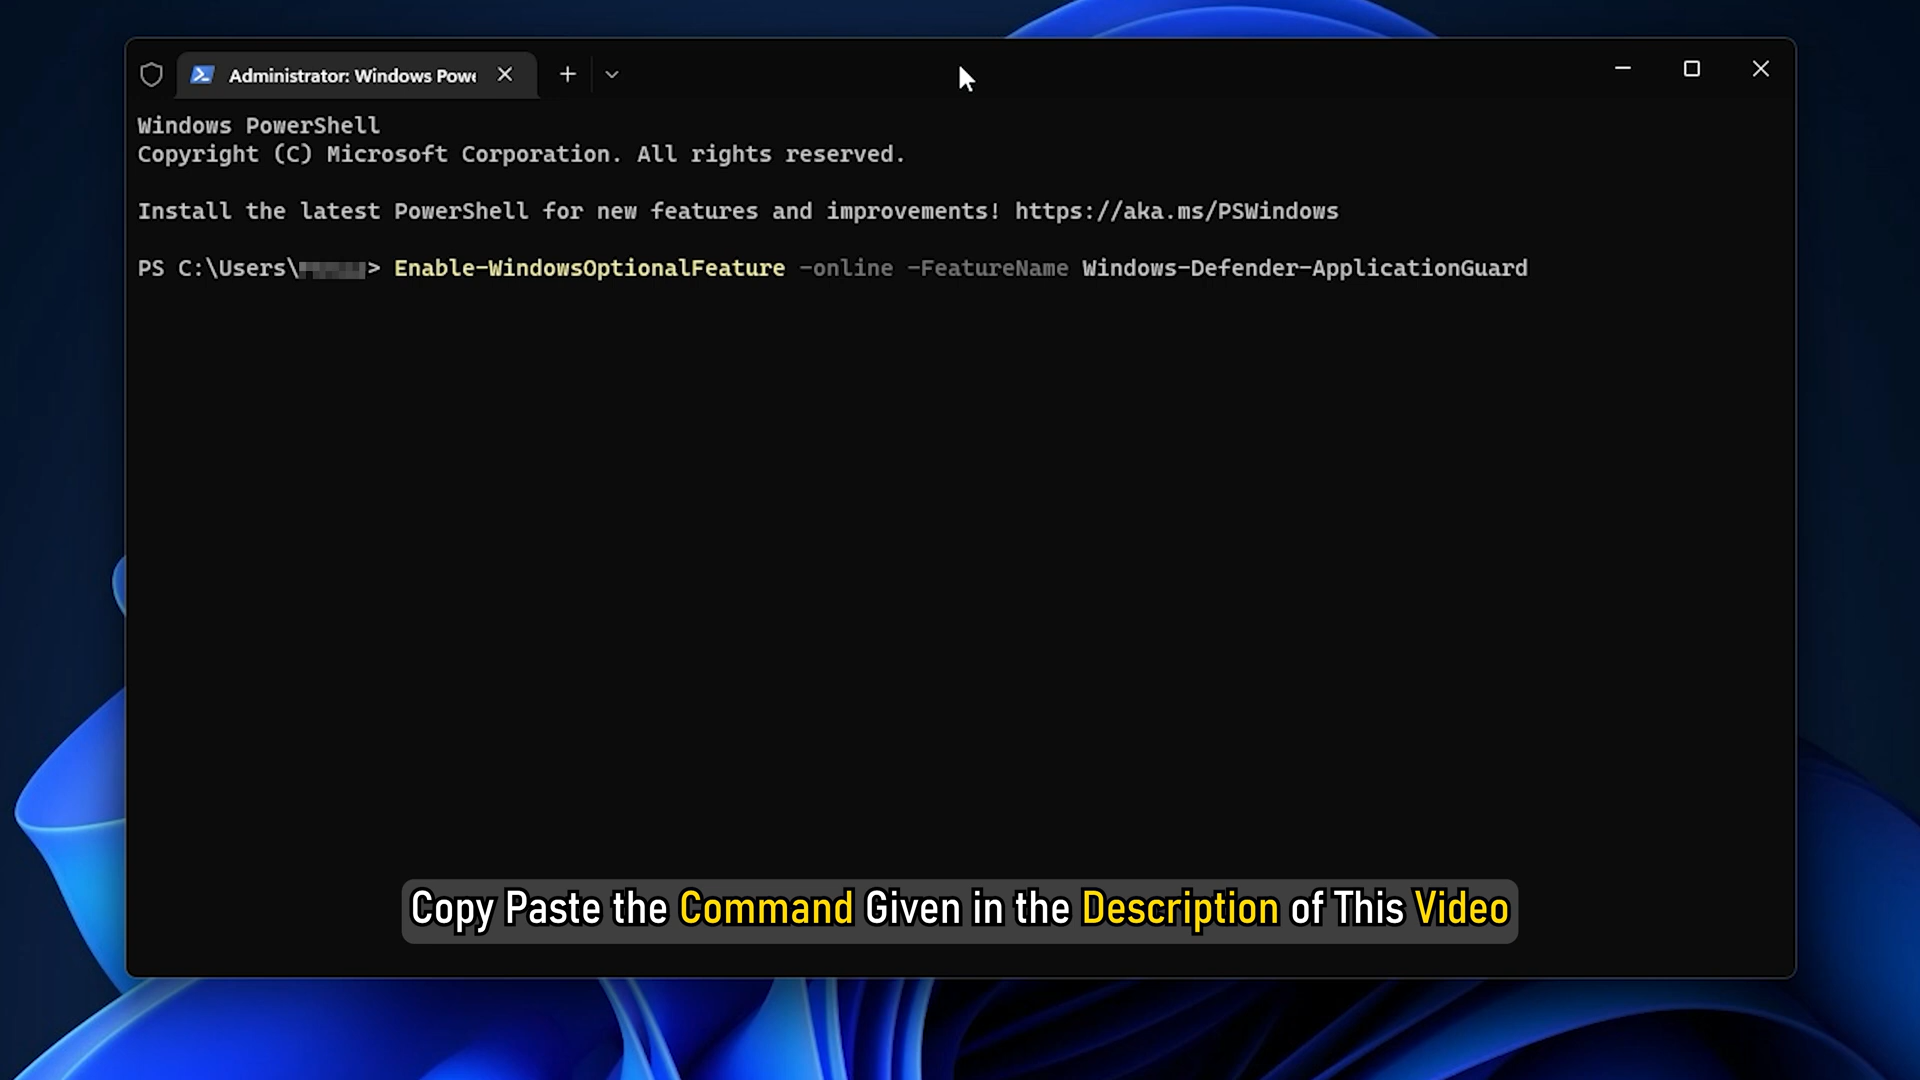 Administrator: Windows Powe
Windows PowerShell
Copyright (C) Microsoft Corporation. All rights reserved.
Install the latest PowerShell for new features and improvements! https://aka.ms/PSWindows
PS C:\Users\> Enable-WindowsOptionalFeature -online -FeatureName Windows-Defender-ApplicationGuard
Copy Paste the Command Given in the Description of This Video